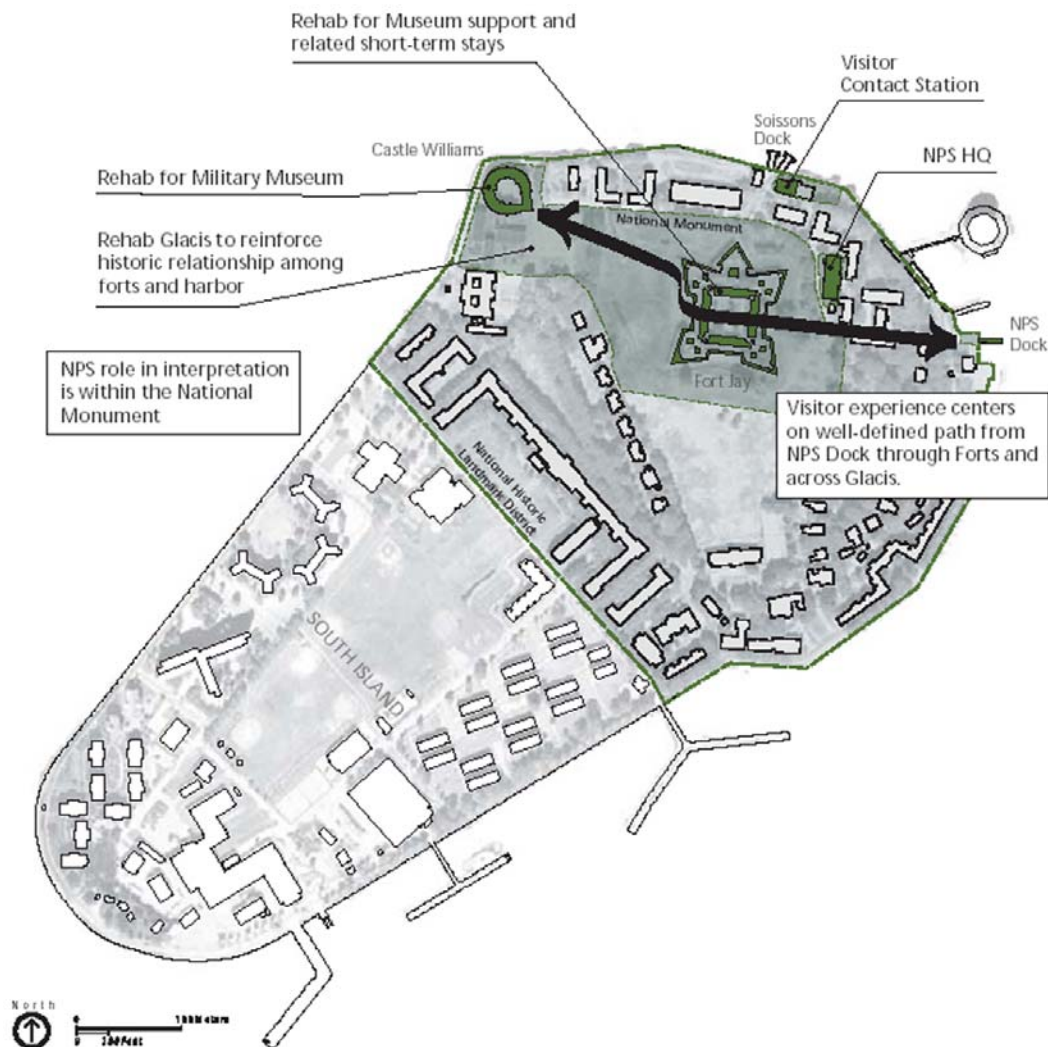 Rehab for Museum support and
related short-term stays
Visitor
Contact Station
Soissons
Dock
NPS HQ
Castle Williams
Rehab for Military Museum
National Monument
Rehab Glacis to reinforce
historic relationship among
forts and harbor
NPS
Dock
Fort Jay
NPS role in interpretation
is within the National
Monument
Visitor experience centers
on well-defined path from
NPS Dock through Forts and
across Glacis.
National Historic
Landmark District
SOUTH ISLAND
North
0
0